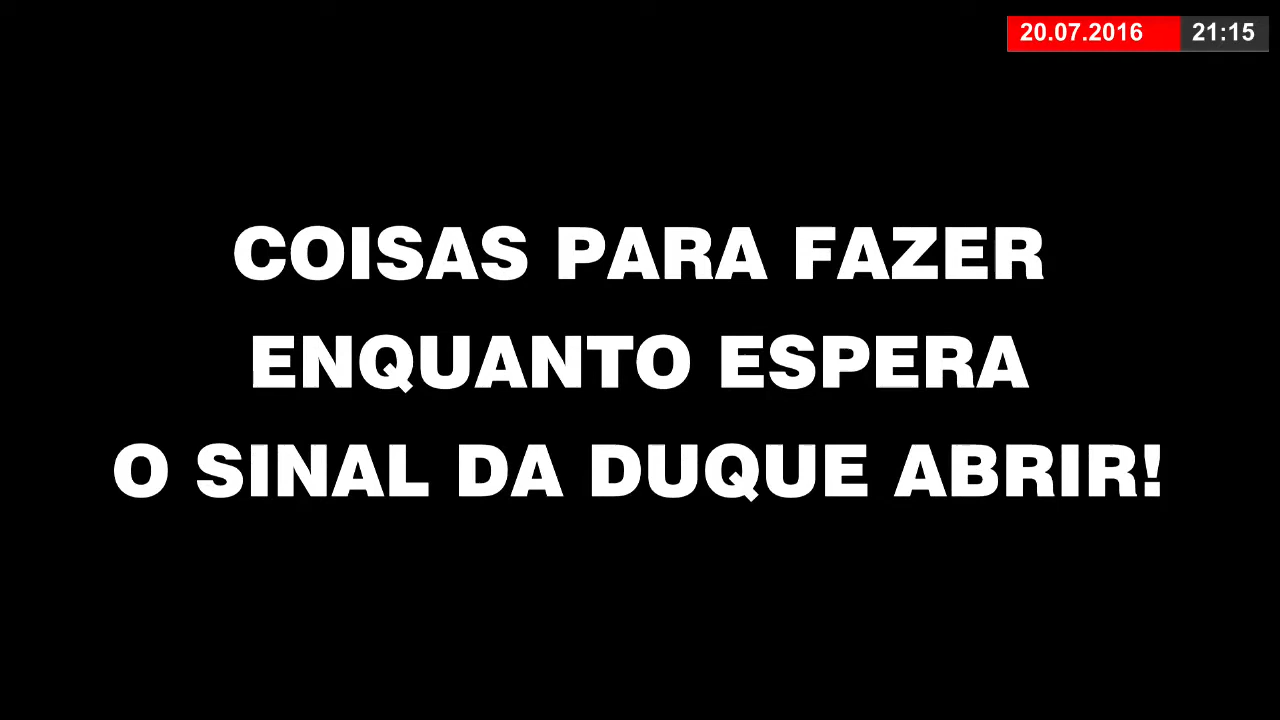 20.07.2016 21:15
COISAS PARA FAZER
ENQUANTO ESPERA
O SINAL DA DUQUE ABRIR!